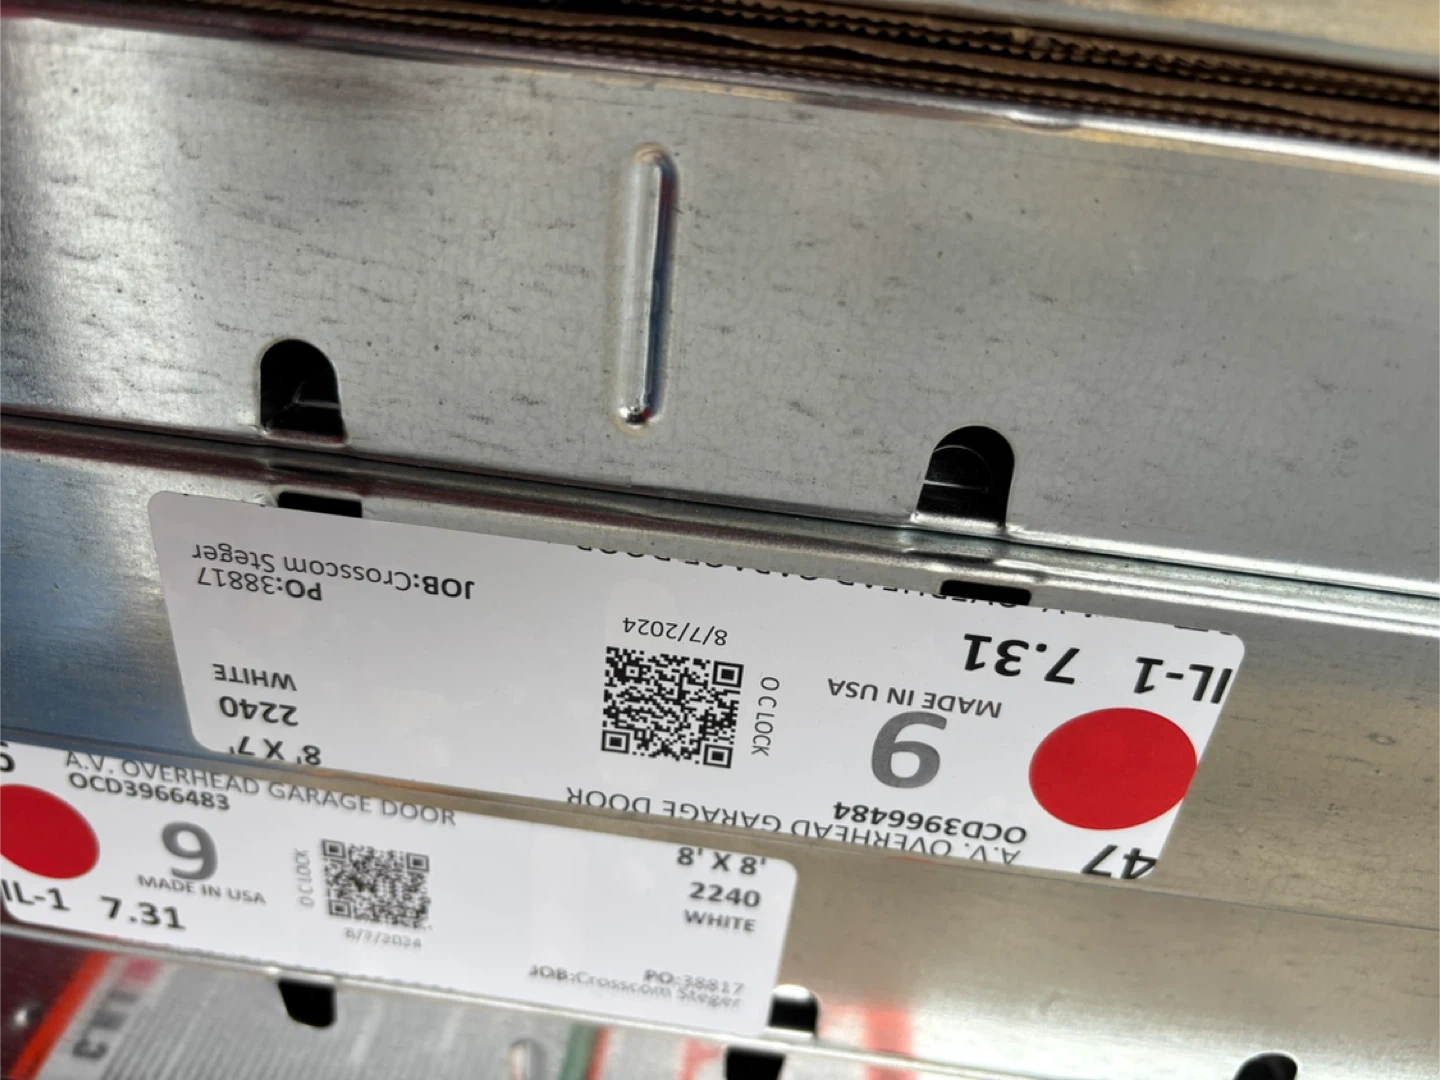 JOB:Crosscom Steger
PO:38817
8/7/2024
IL-1 7.31
WHITE
2240
8' X 7'
O C LOCK
MADE IN USA
9
OCD3966484
A.V. OVERHEAD GARAGE DOOR
47
A.V. OVERHEAD GARAGE DOOR
OCD3966483
9
MADE IN USA
IL-1 7.31
O C LOCK
8/7/2024
8' X 8'
2240
WHITE
PO:38817
JOB:Crosscom Steger